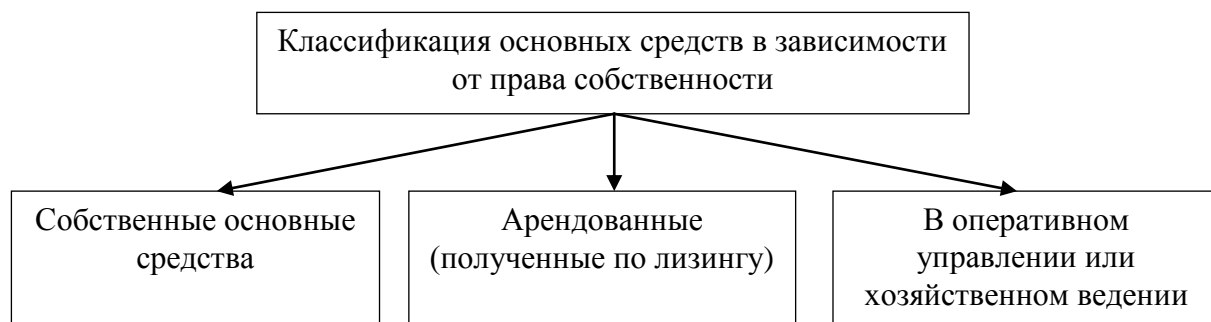 Классификация основных средств в зависимости
от права собственности
Собственные основные
средства
Арендованные
(полученные по лизингу)
В оперативном
управлении или
хозяйственном ведении